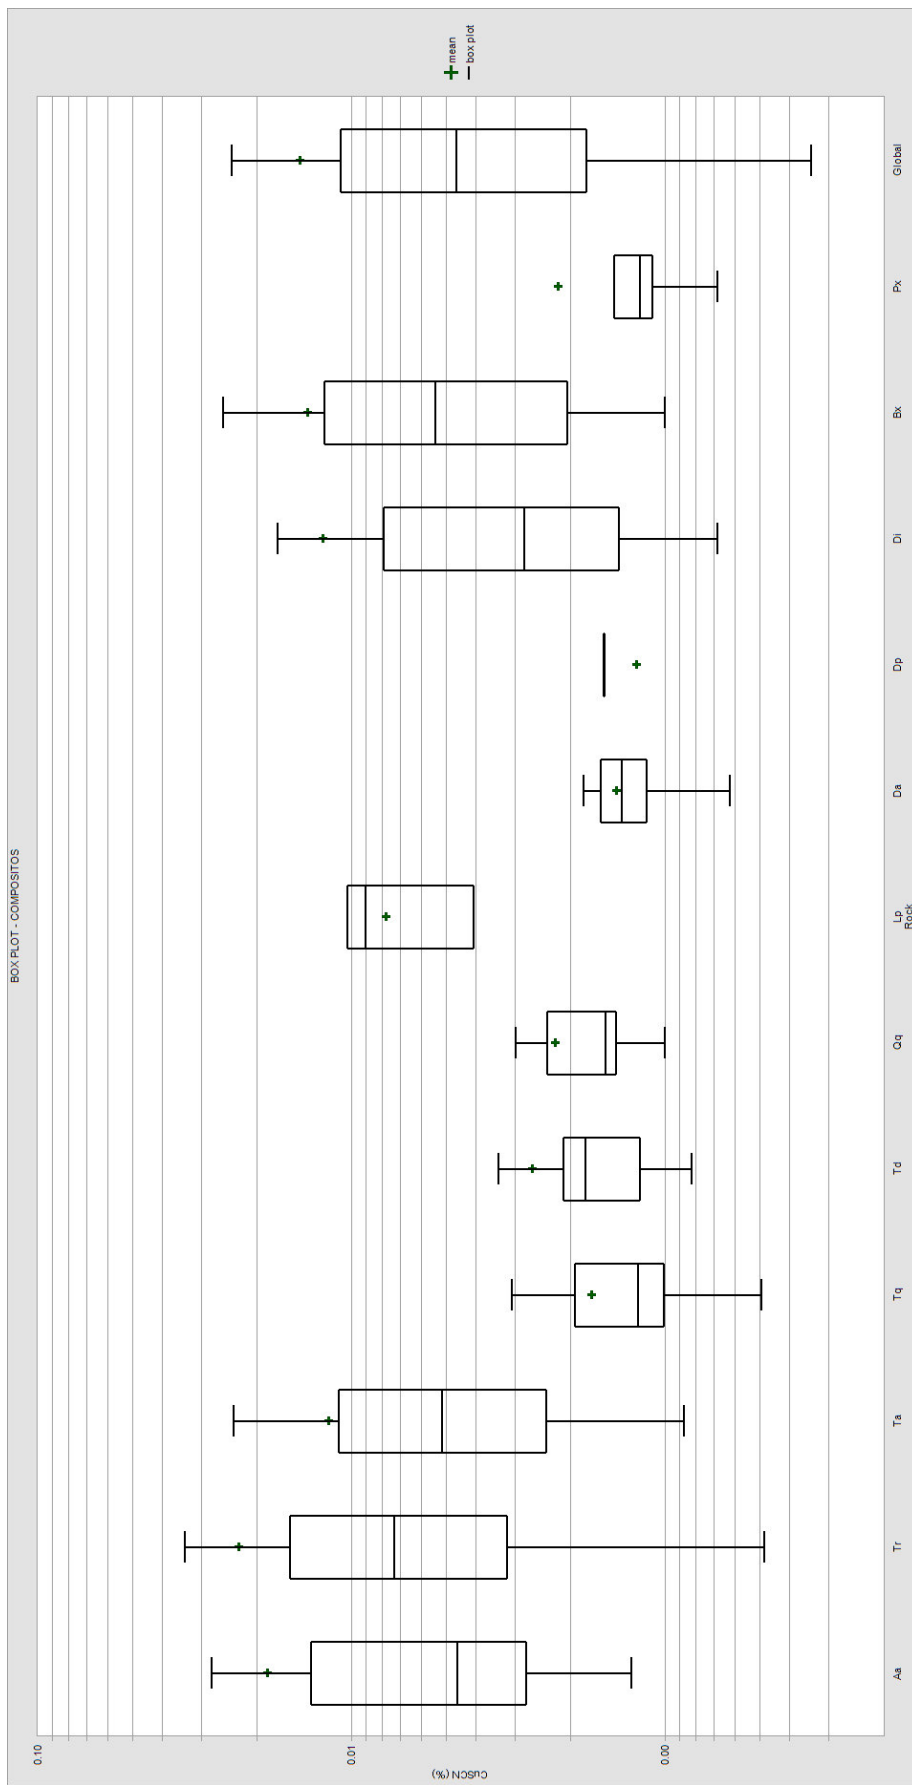 BOX PLOT - COMPOSITOS
mean
box plot
CuSCN (%)
0.10
0.01
0.00
Aa
Tr
Ta
Tq
Td
Qq
Lp
Da
Dp
Di
Bx
Px
Global
Rock